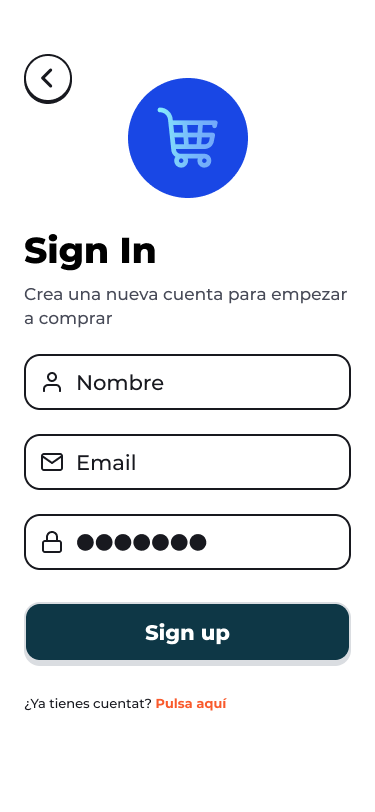 Sign In
Crea una nueva cuenta para empezar
a comprar
Nombre
Email
●●●●●●●
Sign up
¿Ya tienes cuentat? Pulsa aquí